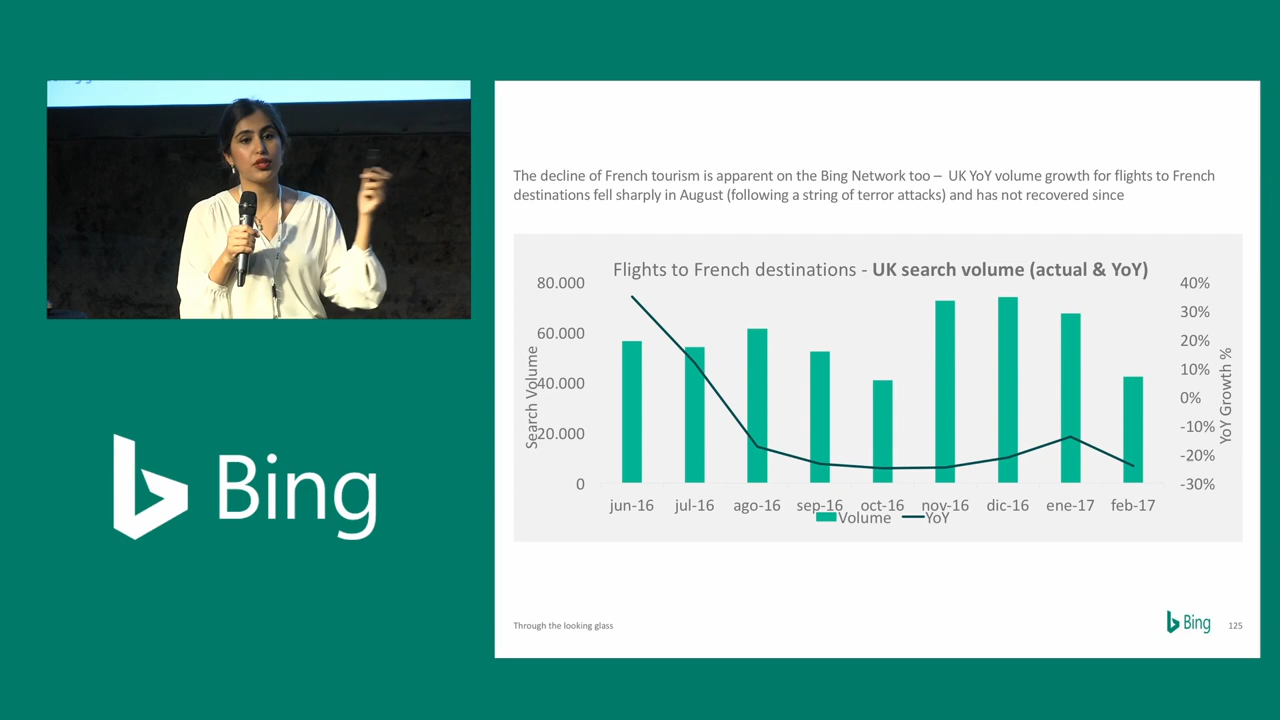 Bing
The decline of French tourism is apparent on the Bing Network too – UK YoY volume growth for flights to French
destinations fell sharply in August (following a string of terror attacks) and has not recovered since
Flights to French destinations - UK search volume (actual & YoY)
Search Volume
80.000
60.000
40.000
20.000
0
40%
30%
20%
10%
0%
-10%
-20%
-30%
YoY Growth %
jun-16 jul-16 ago-16 sep-16 oct-16 nov-16 dic-16 ene-17 feb-17
Volume YoY
Through the looking glass
Bing 125